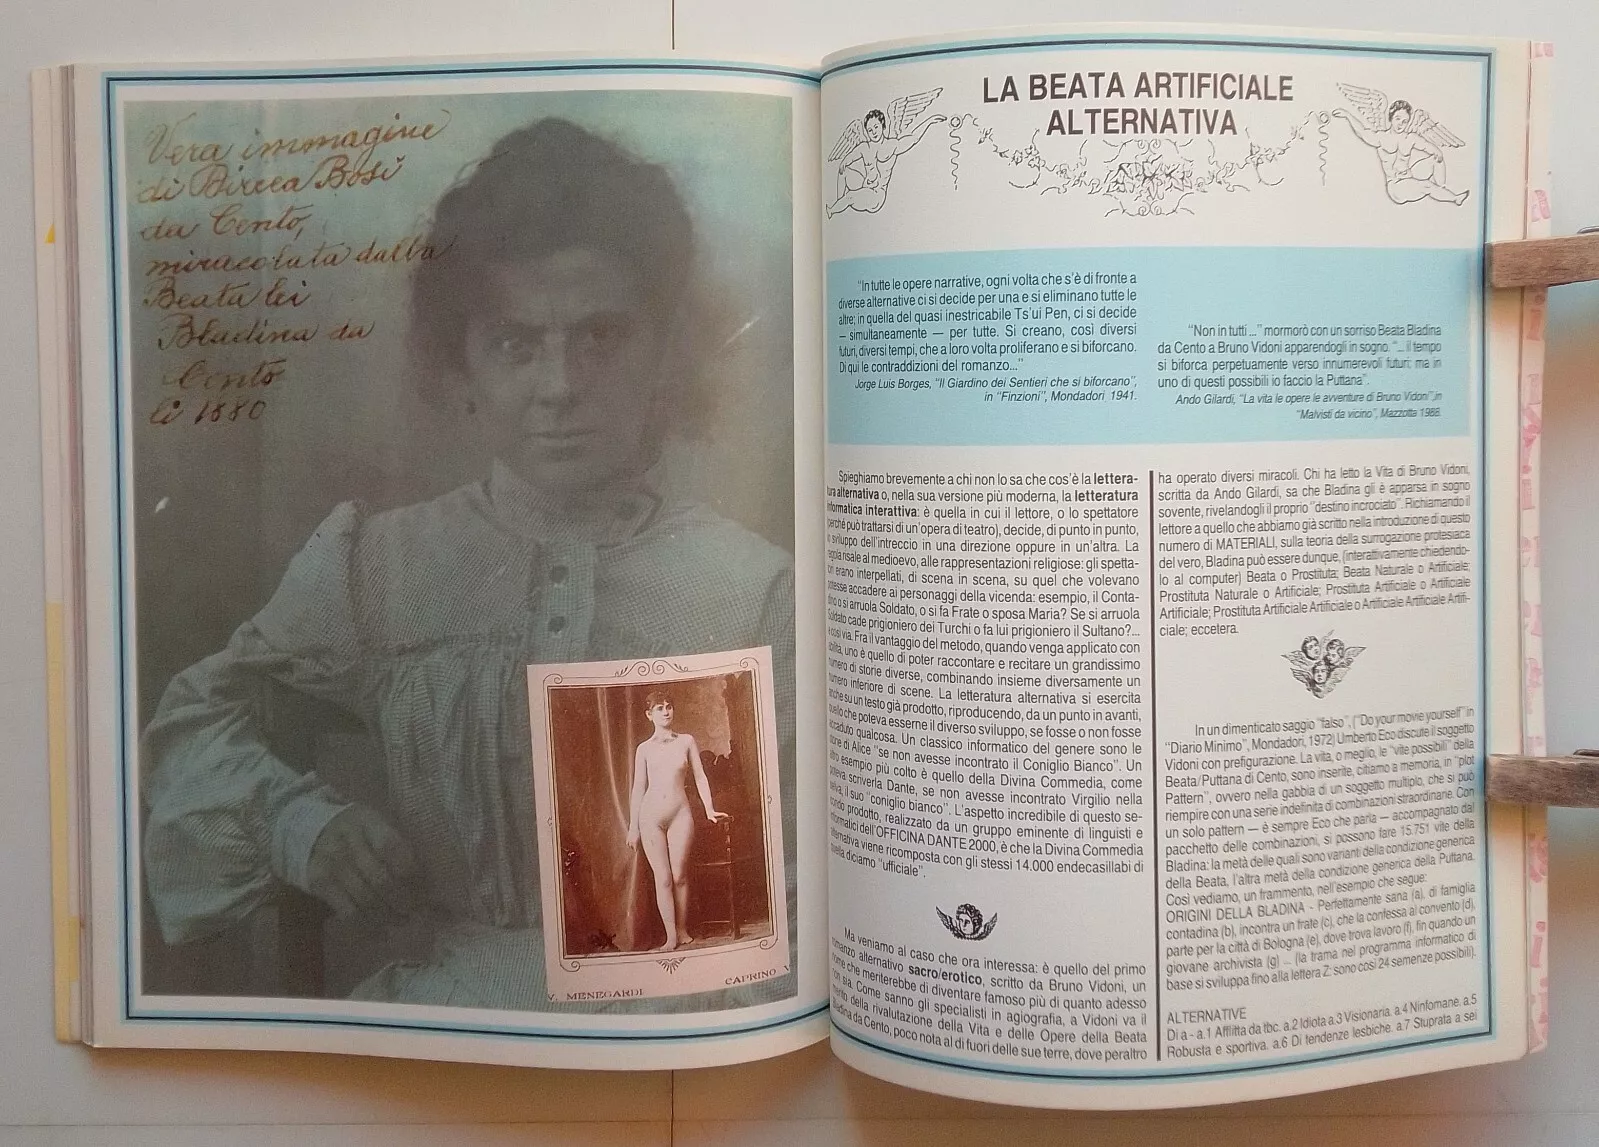 Vera immagine
di Bircea Bosi
da Cento,
miracolata dalla
Beata lei
Bladina da
Cento
li 1880
V. MENEGARDI
CAPRINO V
LA BEATA ARTIFICIALE
ALTERNATIVA
"In tutte le opere narrative, ogni volta che s'è di fronte a
diverse alternative ci si decide per una e si eliminano tutte le
altre; in quella del quasi inestricabile Ts'ui Pen, ci si decide
— simultaneamente — per tutte. Si creano, così diversi
futuri, diversi tempi, che a loro volta proliferano e si biforcano.
Di qui le contraddizioni del romanzo..."
Jorge Luis Borges, "Il Giardino dei Sentieri che si biforcano",
in "Finzioni", Mondadori 1941.
"Non in tutti ..." mormorò con un sorriso Beata Bladina
da Cento a Bruno Vidoni apparendogli in sogno. "... il tempo
si biforca perpetuamente verso innumerevoli futuri; ma in
uno di questi possibili io faccio la Puttana".
Ando Gilardi, "La vita le opere le avventure di Bruno Vidoni",in
"Malvisti da vicino", Mazzotta 1988.
Spieghiamo brevemente a chi non lo sa che cos'è la lettera-
tura alternativa o, nella sua versione più moderna, la letteratura
informatica interattiva: è quella in cui il lettore, o lo spettatore
(perché può trattarsi di un'opera di teatro), decide, di punto in punto,
lo sviluppo dell'intreccio in una direzione oppure in un'altra. La
regola risale al medioevo, alle rappresentazioni religiose: gli spetta-
tori erano interpellati, di scena in scena, su quel che volevano
potesse accadere ai personaggi della vicenda: esempio, il Conta-
dino o si arruola Soldato, o si fa Frate o sposa Maria? Se si arruola
Soldato cade prigioniero dei Turchi o fa lui prigioniero il Sultano?...
e così via. Fra il vantaggio del metodo, quando venga applicato con
abilità, uno è quello di poter raccontare e recitare un grandissimo
numero di storie diverse, combinando insieme diversamente un
numero inferiore di scene. La letteratura alternativa si esercita
anche su un testo già prodotto, riproducendo, da un punto in avanti,
quello che poteva esserne il diverso sviluppo, se fosse o non fosse
accaduto qualcosa. Un classico informatico del genere sono le
storie di Alice "se non avesse incontrato il Coniglio Bianco". Un
altro esempio più colto è quello della Divina Commedia, come
poteva scriverla Dante, se non avesse incontrato Virgilio nella
selva, il suo "coniglio bianco". L'aspetto incredibile di questo se-
condo prodotto, realizzato da un gruppo eminente di linguisti e
informatici dell'OFFICINA DANTE 2000, è che la Divina Commedia
alternativa viene ricomposta con gli stessi 14.000 endecasillabi di
quella diciamo "ufficiale".
Ma veniamo al caso che ora interessa: è quello del primo
romanzo alternativo sacro/erotico, scritto da Bruno Vidoni, un
nome che meriterebbe di diventare famoso più di quanto adesso
non sia. Come sanno gli specialisti in agiografia, a Vidoni va il
merito della rivalutazione della Vita e delle Opere della Beata
Bladina da Cento, poco nota al di fuori delle sue terre, dove peraltro
ha operato diversi miracoli. Chi ha letto la Vita di Bruno Vidoni,
scritta da Ando Gilardi, sa che Bladina gli è apparsa in sogno
sovente, rivelandogli il proprio "destino incrociato". Richiamando il
lettore a quello che abbiamo già scritto nella introduzione di questo
numero di MATERIALI, sulla teoria della surrogazione protesiaca
del vero, Bladina può essere dunque, (interattivamente chiedendo-
lo al computer) Beata o Prostituta; Beata Naturale o Artificiale;
Prostituta Naturale o Artificiale; Prostituta Artificiale o Artificiale
Artificiale; Prostituta Artificiale Artificiale o Artificiale Artificiale Artifi-
ciale; eccetera.
In un dimenticato saggio "falso", ("Do your movie yourself" in
"Diario Minimo", Mondadori, 1972) Umberto Eco discute il soggetto
Vidoni con prefigurazione. La vita, o meglio, le "vite possibili" della
Beata/Puttana di Cento, sono inserite, citiamo a memoria, in "plot
Pattern", ovvero nella gabbia di un soggetto multiplo, che si può
riempire con una serie indefinita di combinazioni straordinarie. Con
un solo pattern — è sempre Eco che parla — accompagnato dal
pacchetto delle combinazioni, si possono fare 15.751 vite della
Bladina: la metà delle quali sono varianti della condizione generica
della Beata, l'altra metà della condizione generica della Puttana.
Così vediamo, un frammento, nell'esempio che segue:
ORIGINI DELLA BLADINA - Perfettamente sana (a), di famiglia
contadina (b), incontra un frate (c), che la confessa al convento (d),
parte per la città di Bologna (e), dove trova lavoro (f), fin quando un
giovane archivista (g) ... (la trama nel programma informatico di
base si sviluppa fino alla lettera Z: sono così 24 semenze possibili).
ALTERNATIVE
Di a - a.1 Afflitta da tbc. a.2 Idiota a.3 Visionaria. a.4 Ninfomane. a.5
Robusta e sportiva. a.6 Di tendenze lesbiche. a.7 Stuprata a sei